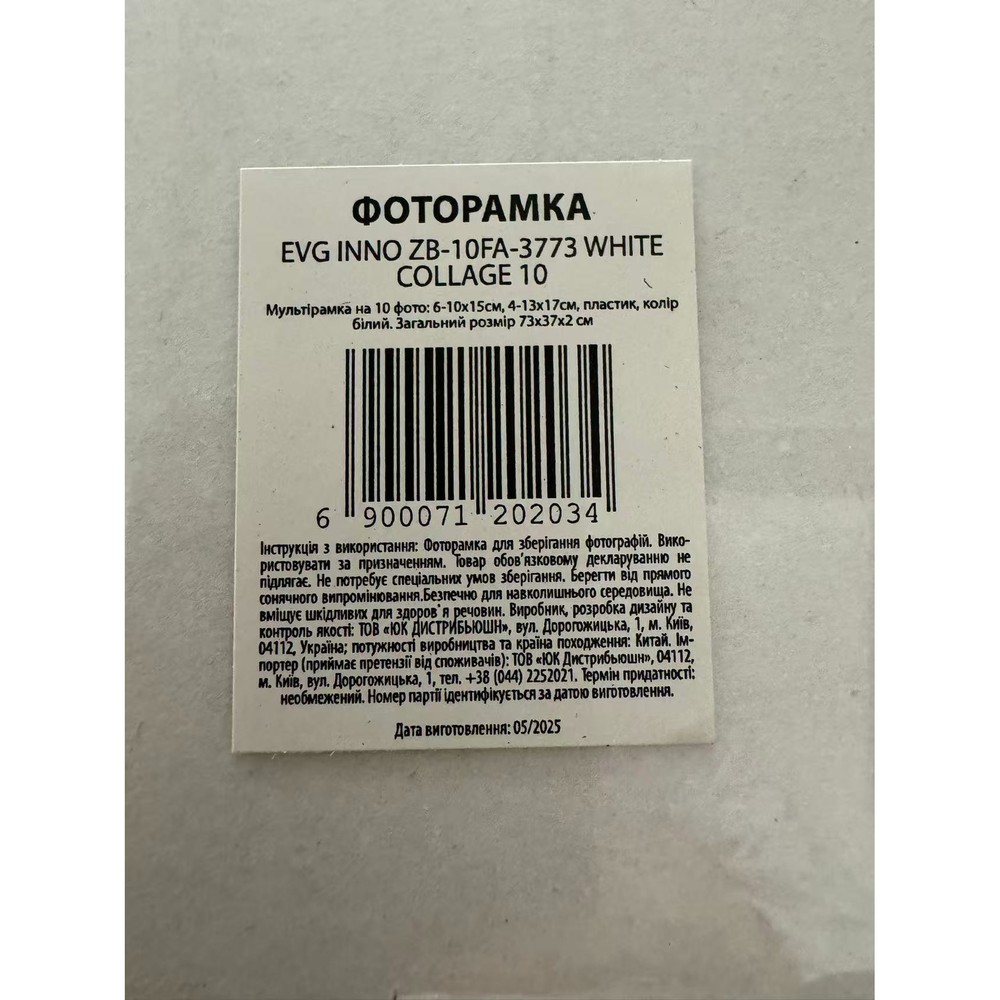 ФОТОРАМКА
EVG INNO ZB-10FA-3773 WHITE
COLLAGE 10
Мультірамка на 10 фото: 6-10х15см, 4-13х17см, пластик, колір
білий. Загальний розмір 73х37х2 см
6 900071 202034
Інструкція з використання: Фоторамка для зберігання фотографій. Вико-
ристовувати за призначенням. Товар обов'язковому декларуванню не
підлягає. Не потребує спеціальних умов зберігання. Берегти від прямого
сонячного випромінювання.Безпечно для навколишнього середовища. Не
вміщує шкідливих для здоров`я речовин. Виробник, розробка дизайну та
контроль якості: ТОВ «ЮК ДИСТРИБЬЮШН», вул. Дорогожицька, 1, м. Київ,
04112, Україна; потужності виробництва та країна походження: Китай. Ім-
портер (приймає претензії від споживачів): ТОВ «ЮК Дистрибьюшн», 04112,
м. Київ, вул. Дорогожицька, 1, тел. +38 (044) 2252021. Термін придатності:
необмежений. Номер партії ідентифікується за датою виготовлення.
Дата виготовлення: 05/2025